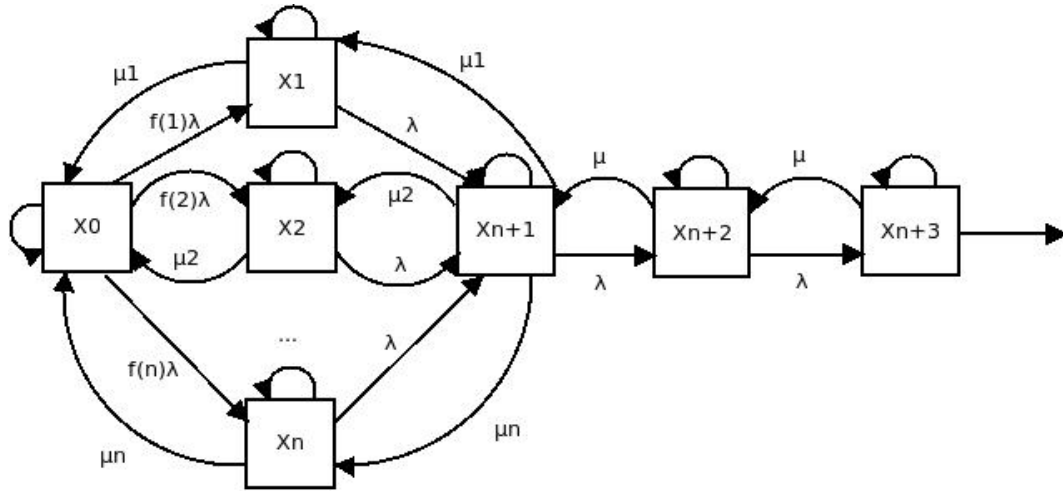 X1
μ1
μ1
f(1)λ
λ
X0
f(2)λ
X2
μ2
Xn+1
μ
Xn+2
μ
Xn+3
μ2
λ
λ
λ
...
f(n)λ
λ
Xn
μn
μn